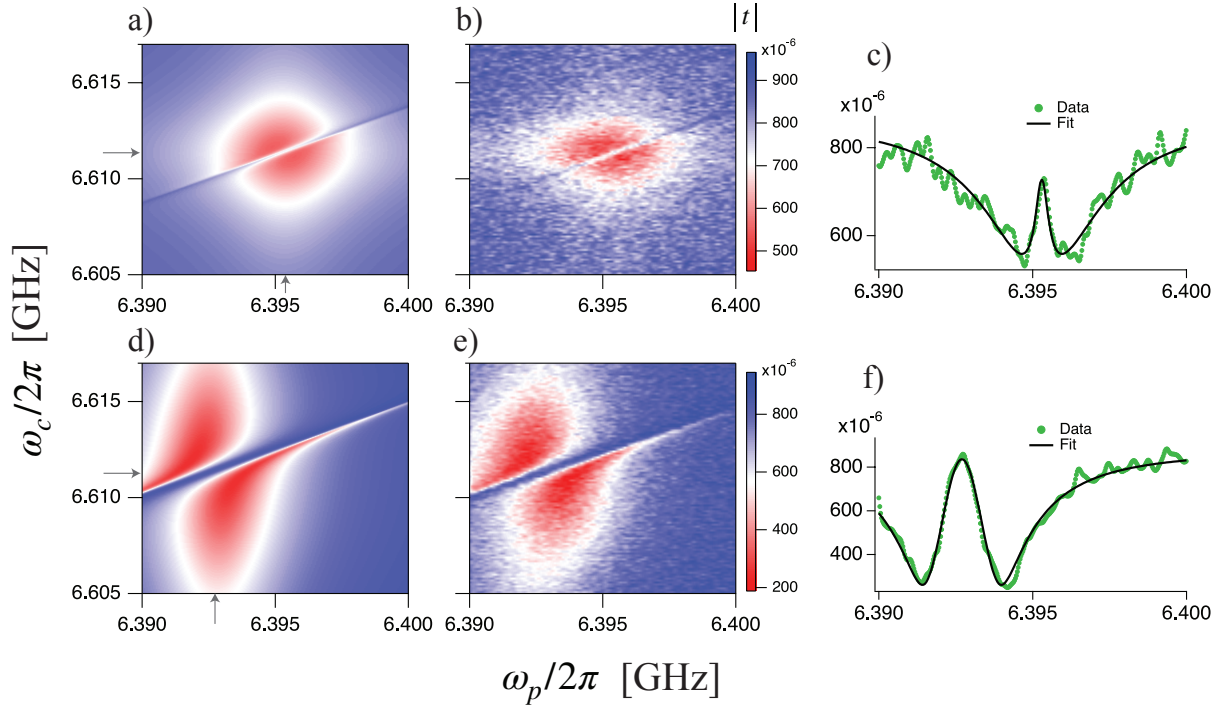 a)
b)
|t|
c)
6.615
6.610
6.605
6.390
6.395
6.400
6.390
6.395
6.400
x10⁻⁶
900
800
700
600
500
x10⁻⁶
800
600
Data
Fit
6.390
6.395
6.400
ω_c/2π [GHz]
d)
e)
f)
6.615
6.610
6.605
6.390
6.395
6.400
6.390
6.395
6.400
x10⁻⁶
800
600
400
200
x10⁻⁶
800
600
400
Data
Fit
6.390
6.395
6.400
ω_p/2π [GHz]